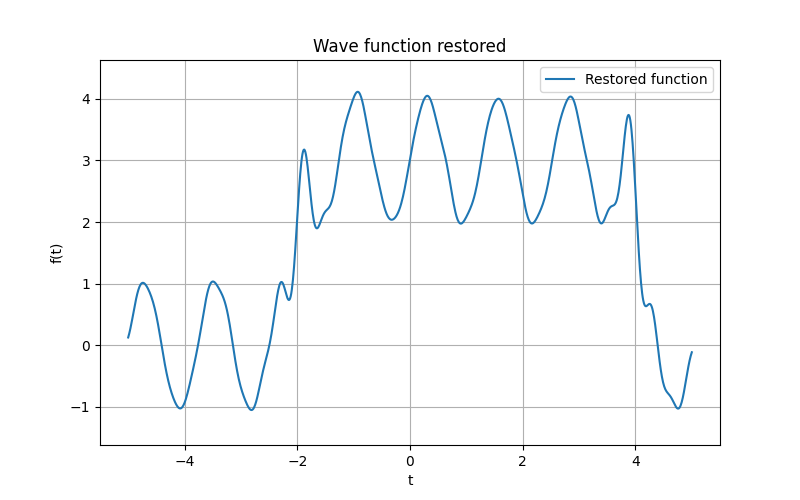 Wave function restored
Restored function
f(t)
4
3
2
1
0
−1
−4
−2
0
2
4
t